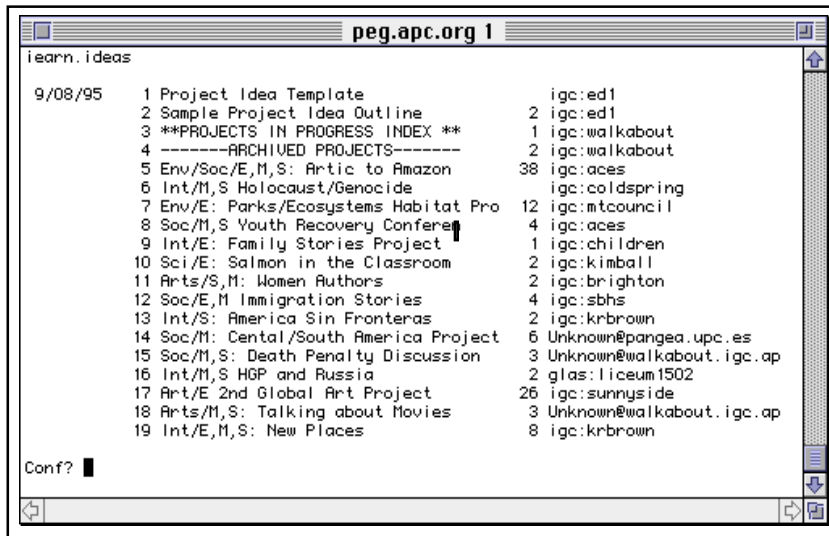 peg.apc.org 1
iearn.ideas
9/08/95 1 Project Idea Template igc:ed1
2 Sample Project Idea Outline 2 igc:ed1
3 **PROJECTS IN PROGRESS INDEX ** 1 igc:walkabout
4 -------ARCHIVED PROJECTS------- 2 igc:walkabout
5 Env/Soc/E,M,S: Artic to Amazon 38 igc:aces
6 Int/M,S Holocaust/Genocide igc:coldspring
7 Env/E: Parks/Ecosystems Habitat Pro 12 igc:mtcouncil
8 Soc/M,S Youth Recovery Conferen 4 igc:aces
9 Int/E: Family Stories Project 1 igc:children
10 Sci/E: Salmon in the Classroom 2 igc:kimball
11 Arts/S,M: Women Authors 2 igc:brighton
12 Soc/E,M Immigration Stories 4 igc:sbhs
13 Int/S: America Sin Fronteras 2 igc:krbrown
14 Soc/M: Cental/South America Project 6 Unknown@pangea.upc.es
15 Soc/M,S: Death Penalty Discussion 3 Unknown@walkabout.igc.ap
16 Int/M,S HGP and Russia 2 glas:liceum1502
17 Art/E 2nd Global Art Project 26 igc:sunnyside
18 Arts/M,S: Talking about Movies 3 Unknown@walkabout.igc.ap
19 Int/E,M,S: New Places 8 igc:krbrown
Conf?